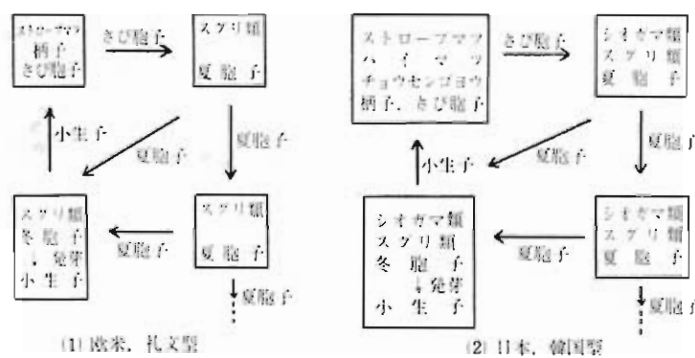 ストローブマツ
柄子
さび胞子
さび胞子
スグリ類
夏胞子
小生子
夏胞子
夏胞子
スグリ類
冬胞子
↓発芽
小生子
夏胞子
スグリ類
夏胞子
夏胞子
(1) 欧米, 礼文型
ストローブマツ
ハイマツ
チョウセンゴヨウ
柄子, さび胞子
さび胞子
シオガマ類
スグリ類
夏胞子
小生子
夏胞子
夏胞子
シオガマ類
スグリ類
冬胞子
↓発芽
小生子
夏胞子
シオガマ類
スグリ類
夏胞子
夏胞子
(2) 日本, 韓国型